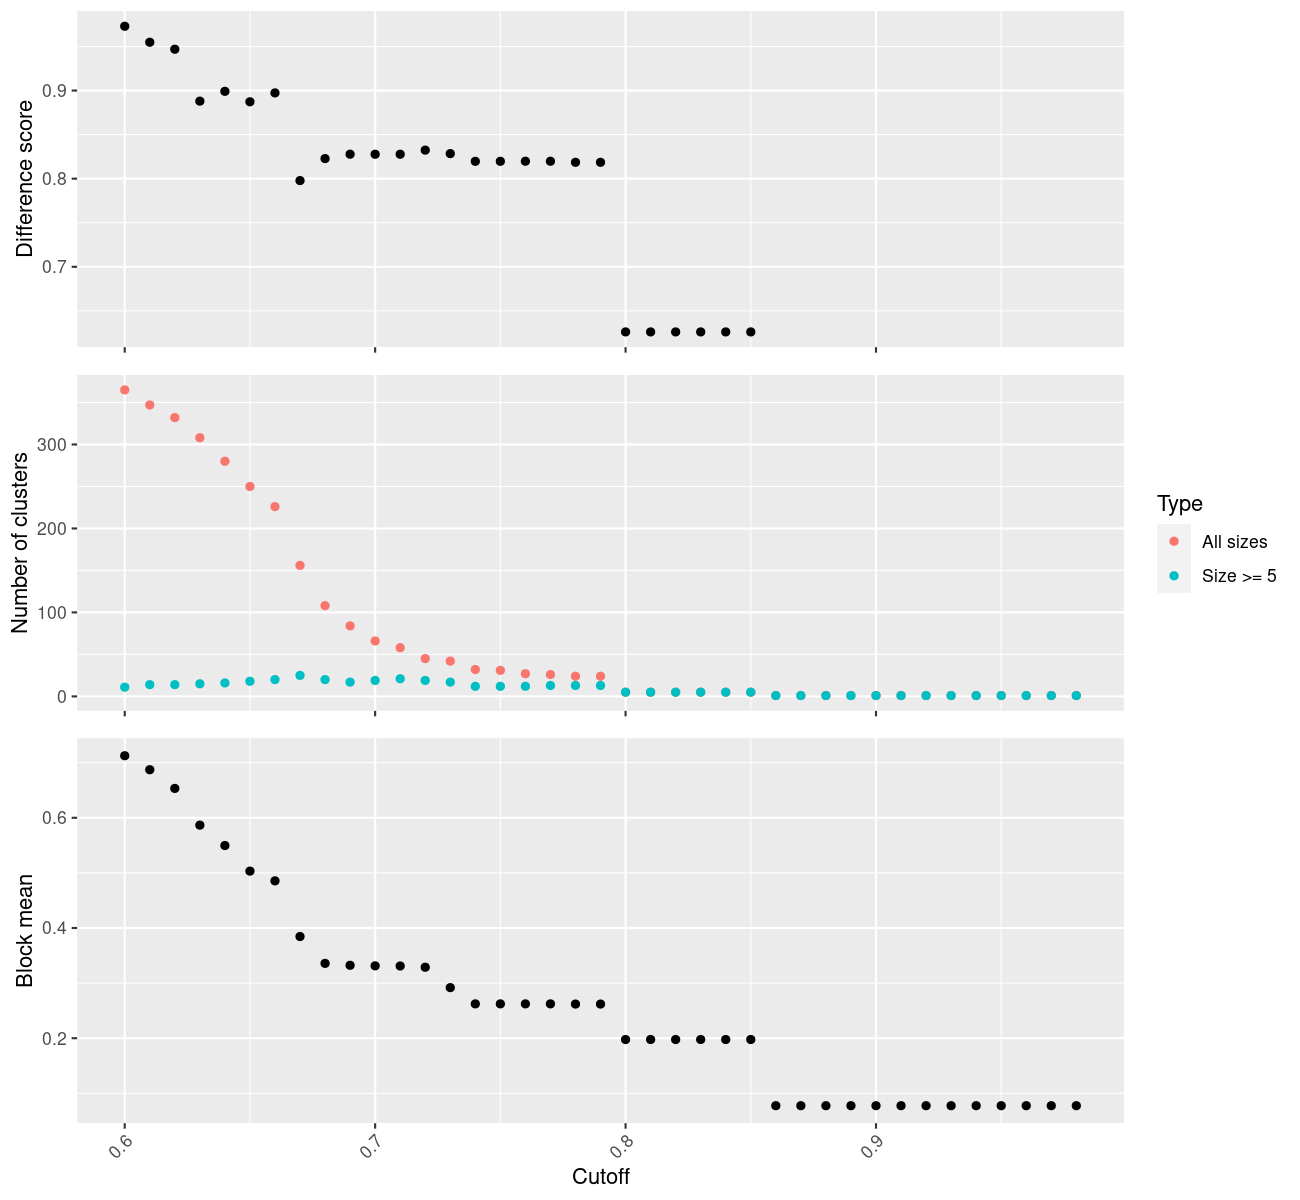 Difference score
0.9
0.8
0.7
Number of clusters
300
200
100
0
Type
All sizes
Size >= 5
Block mean
0.6
0.4
0.2
0.6
0.7
0.8
0.9
Cutoff